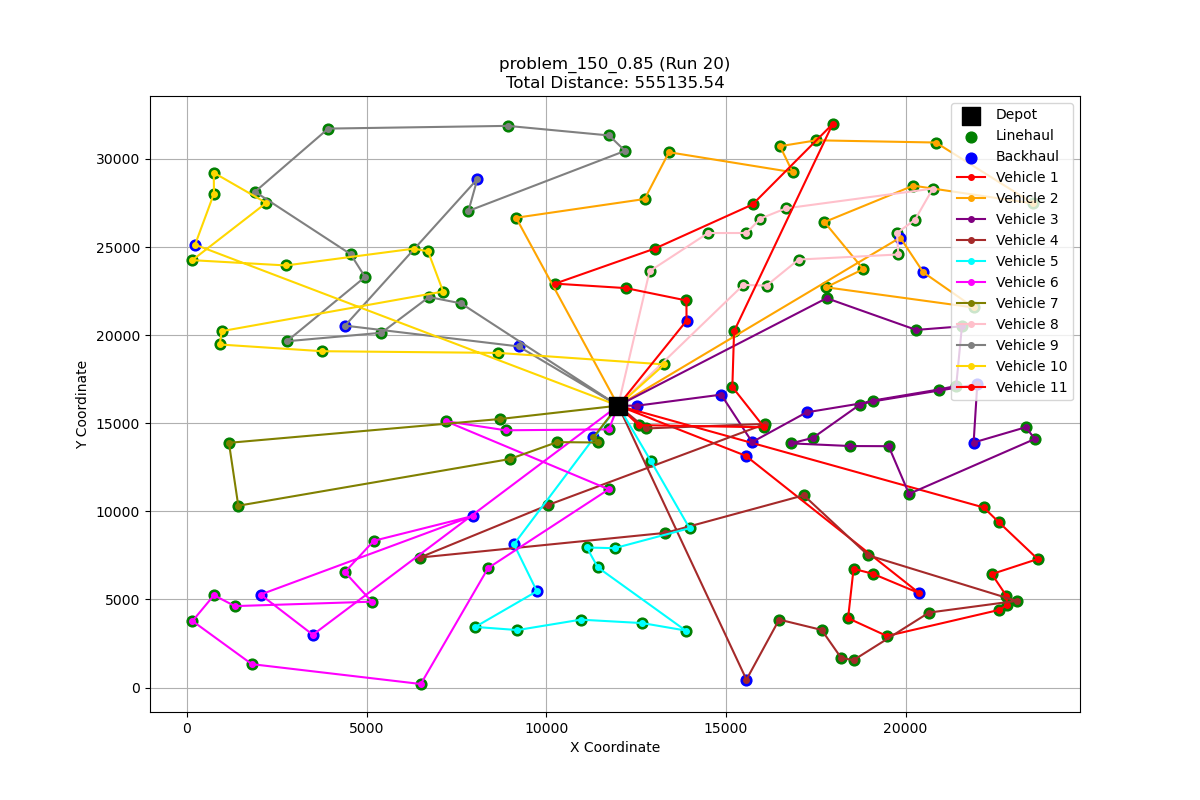 problem_150_0.85 (Run 20)
Total Distance: 555135.54
Depot
Linehaul
Backhaul
Vehicle 1
Vehicle 2
Vehicle 3
Vehicle 4
Vehicle 5
Vehicle 6
Vehicle 7
Vehicle 8
Vehicle 9
Vehicle 10
Vehicle 11
Y Coordinate
30000
25000
20000
15000
10000
5000
0
0 5000 10000 15000 20000
X Coordinate